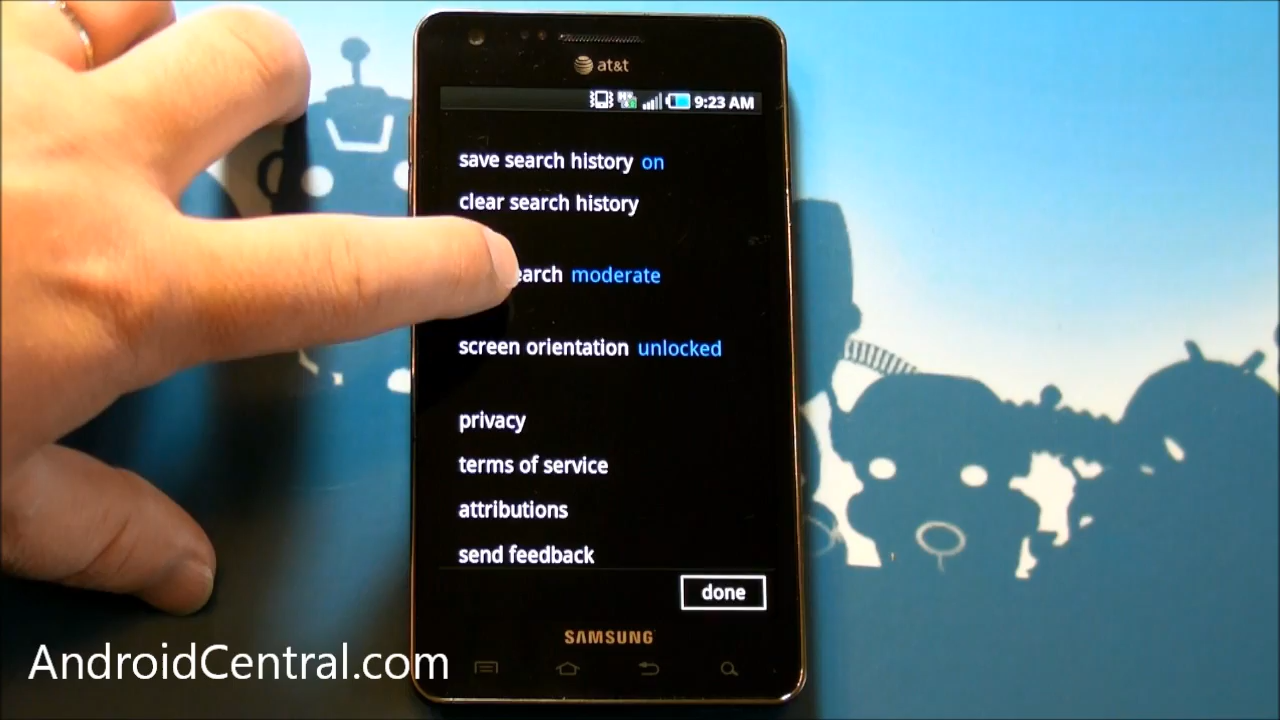 at&t
9:23 AM
save search history on
clear search history
earch moderate
screen orientation unlocked
privacy
terms of service
attributions
send feedback
done
SAMSUNG
AndroidCentral.com